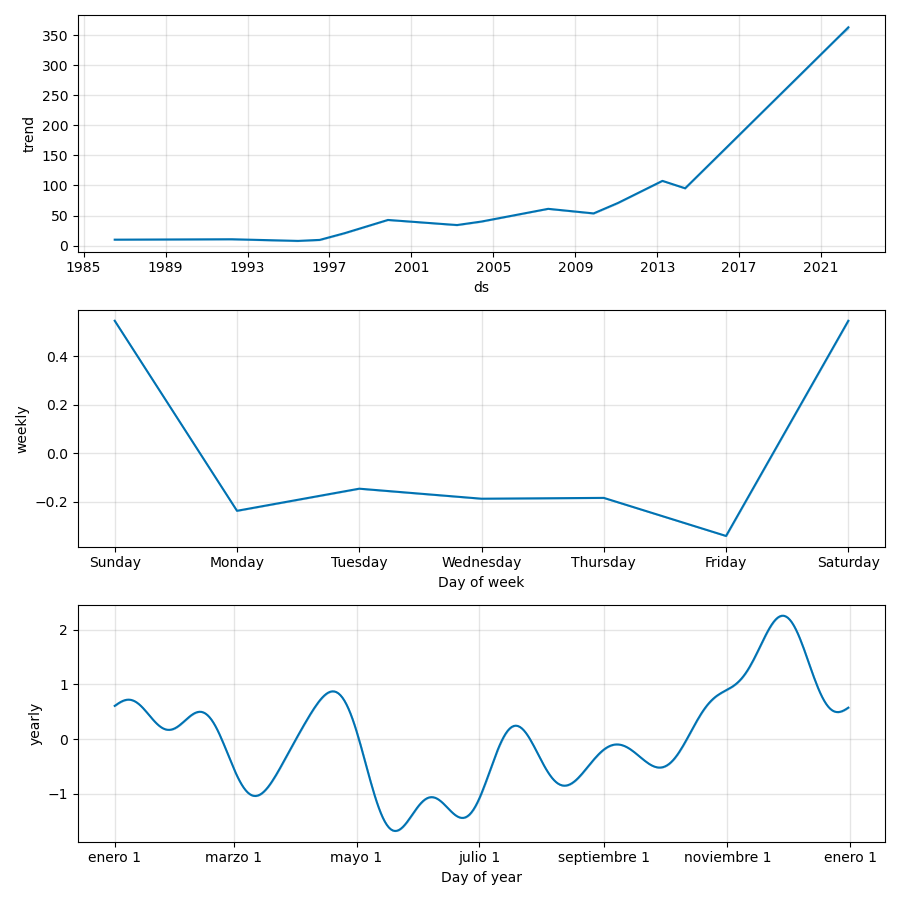 350
300
250
200
150
100
50
0
trend
1985 1989 1993 1997 2001 2005 2009 2013 2017 2021
ds
0.4
0.2
0.0
−0.2
weekly
Sunday Monday Tuesday Wednesday Thursday Friday Saturday
Day of week
2
1
0
−1
yearly
enero 1 marzo 1 mayo 1 julio 1 septiembre 1 noviembre 1 enero 1
Day of year